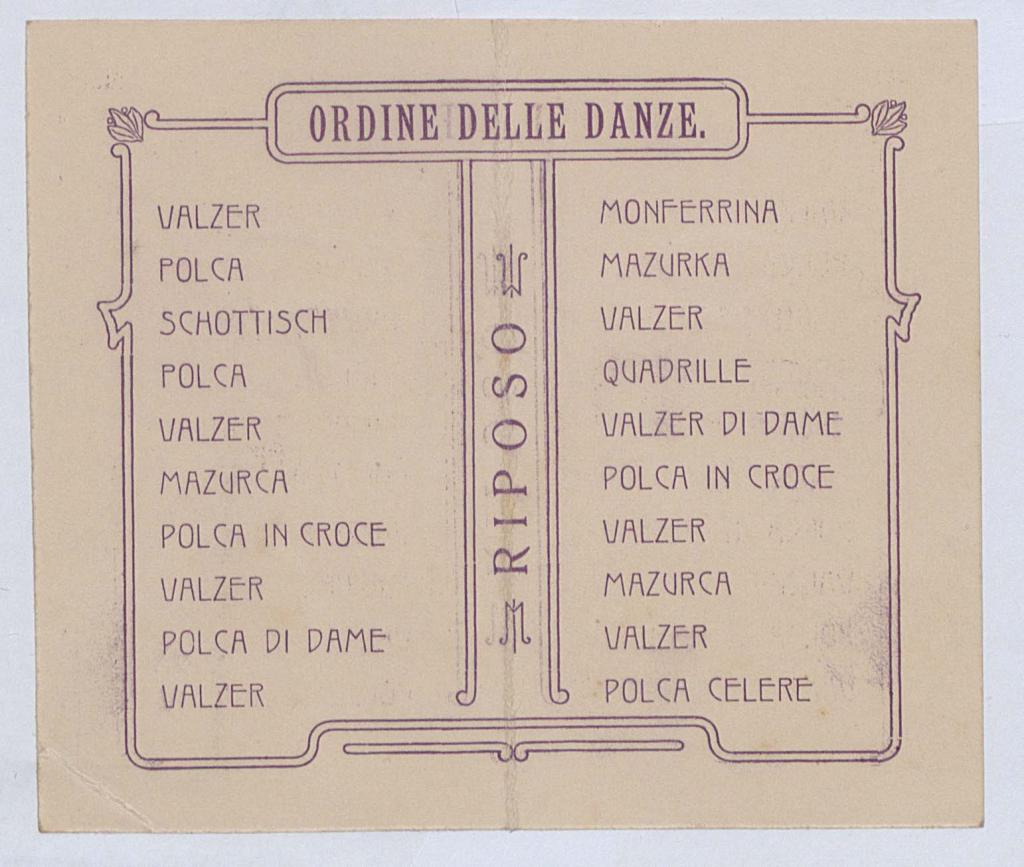 ORDINE DELLE DANZE.
VALZER
POLCA
SCHOTTISCH
POLCA
VALZER
MAZURCA
POLCA IN CROCE
VALZER
POLCA DI DAME
VALZER
RIPOSO
MONFERRINA
MAZURKA
VALZER
QUADRILLE
VALZER DI DAME
POLCA IN CROCE
VALZER
MAZURCA
VALZER
POLCA CELERE